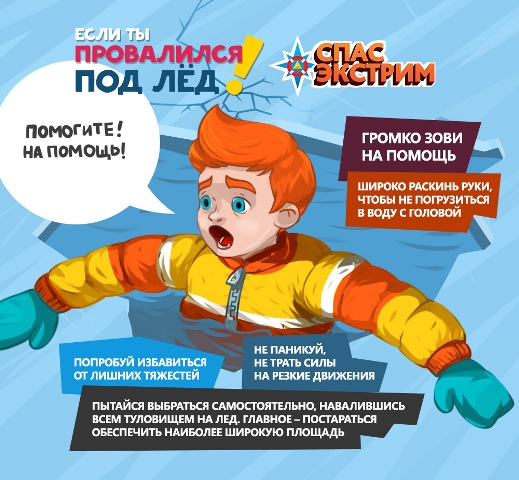 ЕСЛИ ТЫ
ПРОВАЛИЛСЯ
ПОД ЛЁД!
СПАС
ЭКСТРИМ
ПОМОГИТЕ!
НА ПОМОЩЬ!
ГРОМКО ЗОВИ
НА ПОМОЩЬ
ШИРОКО РАСКИНЬ РУКИ,
ЧТОБЫ НЕ ПОГРУЗИТЬСЯ
В ВОДУ С ГОЛОВОЙ
ПОПРОБУЙ ИЗБАВИТЬСЯ
ОТ ЛИШНИХ ТЯЖЕСТЕЙ
НЕ ПАНИКУЙ,
НЕ ТРАТЬ СИЛЫ
НА РЕЗКИЕ ДВИЖЕНИЯ
ПЫТАЙСЯ ВЫБРАТЬСЯ САМОСТОЯТЕЛЬНО, НАВАЛИВШИСЬ
ВСЕМ ТУЛОВИЩЕМ НА ЛЕД. ГЛАВНОЕ – ПОСТАРАТЬСЯ
ОБЕСПЕЧИТЬ НАИБОЛЕЕ ШИРОКУЮ ПЛОЩАДЬ